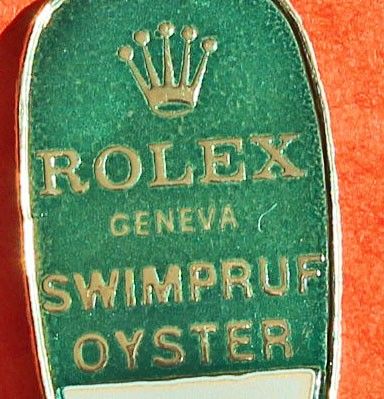 ROLEX
GENEVA
SWIMPRUF
OYSTER